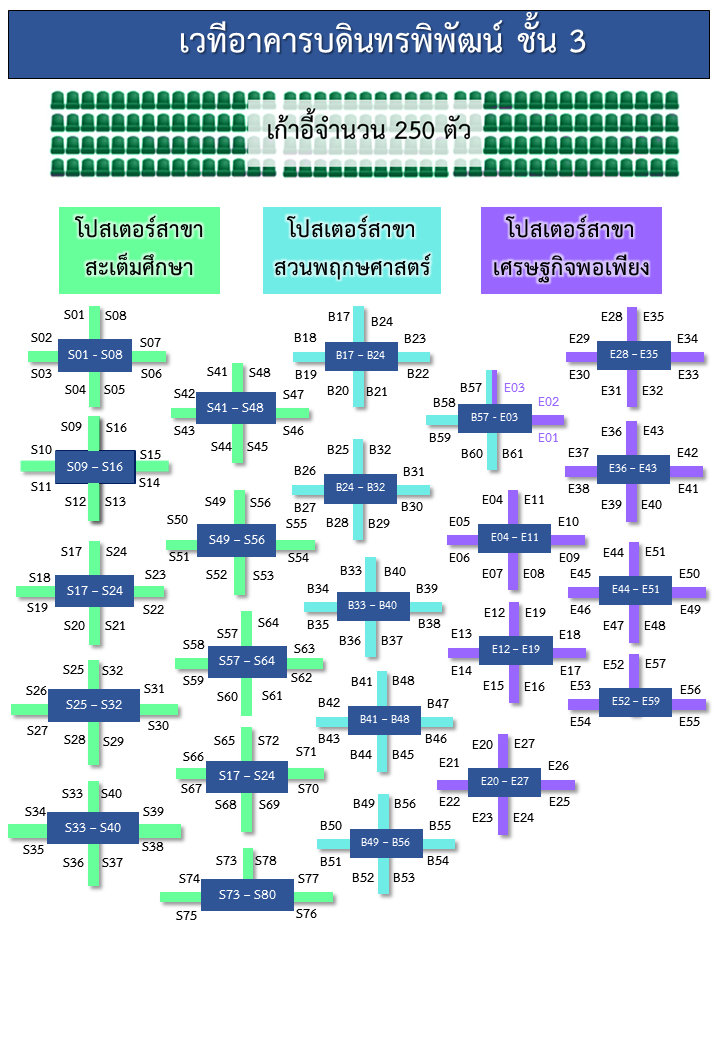 เวทีอาคารบดินทรพิพัฒน์ ชั้น 3
เก้าอี้จำนวน 250 ตัว
โปสเตอร์สาขา
สะเต็มศึกษา
โปสเตอร์สาขา
สวนพฤกษศาสตร์
โปสเตอร์สาขา
เศรษฐกิจพอเพียง
S01 S08
S02 S07
S01 - S08
S03 S06
S04 S05
S09 S16
S10 S15
S09 – S16
S11 S14
S12 S13
S17 S24
S18 S23
S17 – S24
S19 S22
S20 S21
S25 S32
S26 S31
S25 – S32
S27 S30
S28 S29
S33 S40
S34 S39
S33 – S40
S35 S38
S36 S37
S41 S48
S42 S47
S41 – S48
S43 S46
S44 S45
S49 S56
S50 S55
S49 – S56
S51 S54
S52 S53
S57 S64
S58 S63
S57 – S64
S59 S62
S60 S61
S65 S72
S66 S71
S17 – S24
S67 S70
S68 S69
S73 S78
S74 S77
S73 – S80
S75 S76
B17 B24
B18 B23
B17 – B24
B19 B22
B20 B21
B25 B32
B26 B31
B24 – B32
B27 B30
B28 B29
B33 B40
B34 B39
B33 – B40
B35 B38
B36 B37
B41 B48
B42 B47
B41 – B48
B43 B46
B44 B45
B49 B56
B50 B55
B49 – B56
B51 B54
B52 B53
B57 E03
B58 E02
B57 - E03
B59 E01
B60 B61
E04 E11
E05 E10
E04 – E11
E06 E09
E07 E08
E12 E19
E13 E18
E12 – E19
E14 E17
E15 E16
E20 E27
E21 E26
E20 – E27
E22 E25
E23 E24
E28 E35
E29 E34
E28 – E35
E30 E33
E31 E32
E36 E43
E37 E42
E36 – E43
E38 E41
E39 E40
E44 E51
E45 E50
E44 – E51
E46 E49
E47 E48
E52 E57
E53 E56
E52 – E59
E54 E55